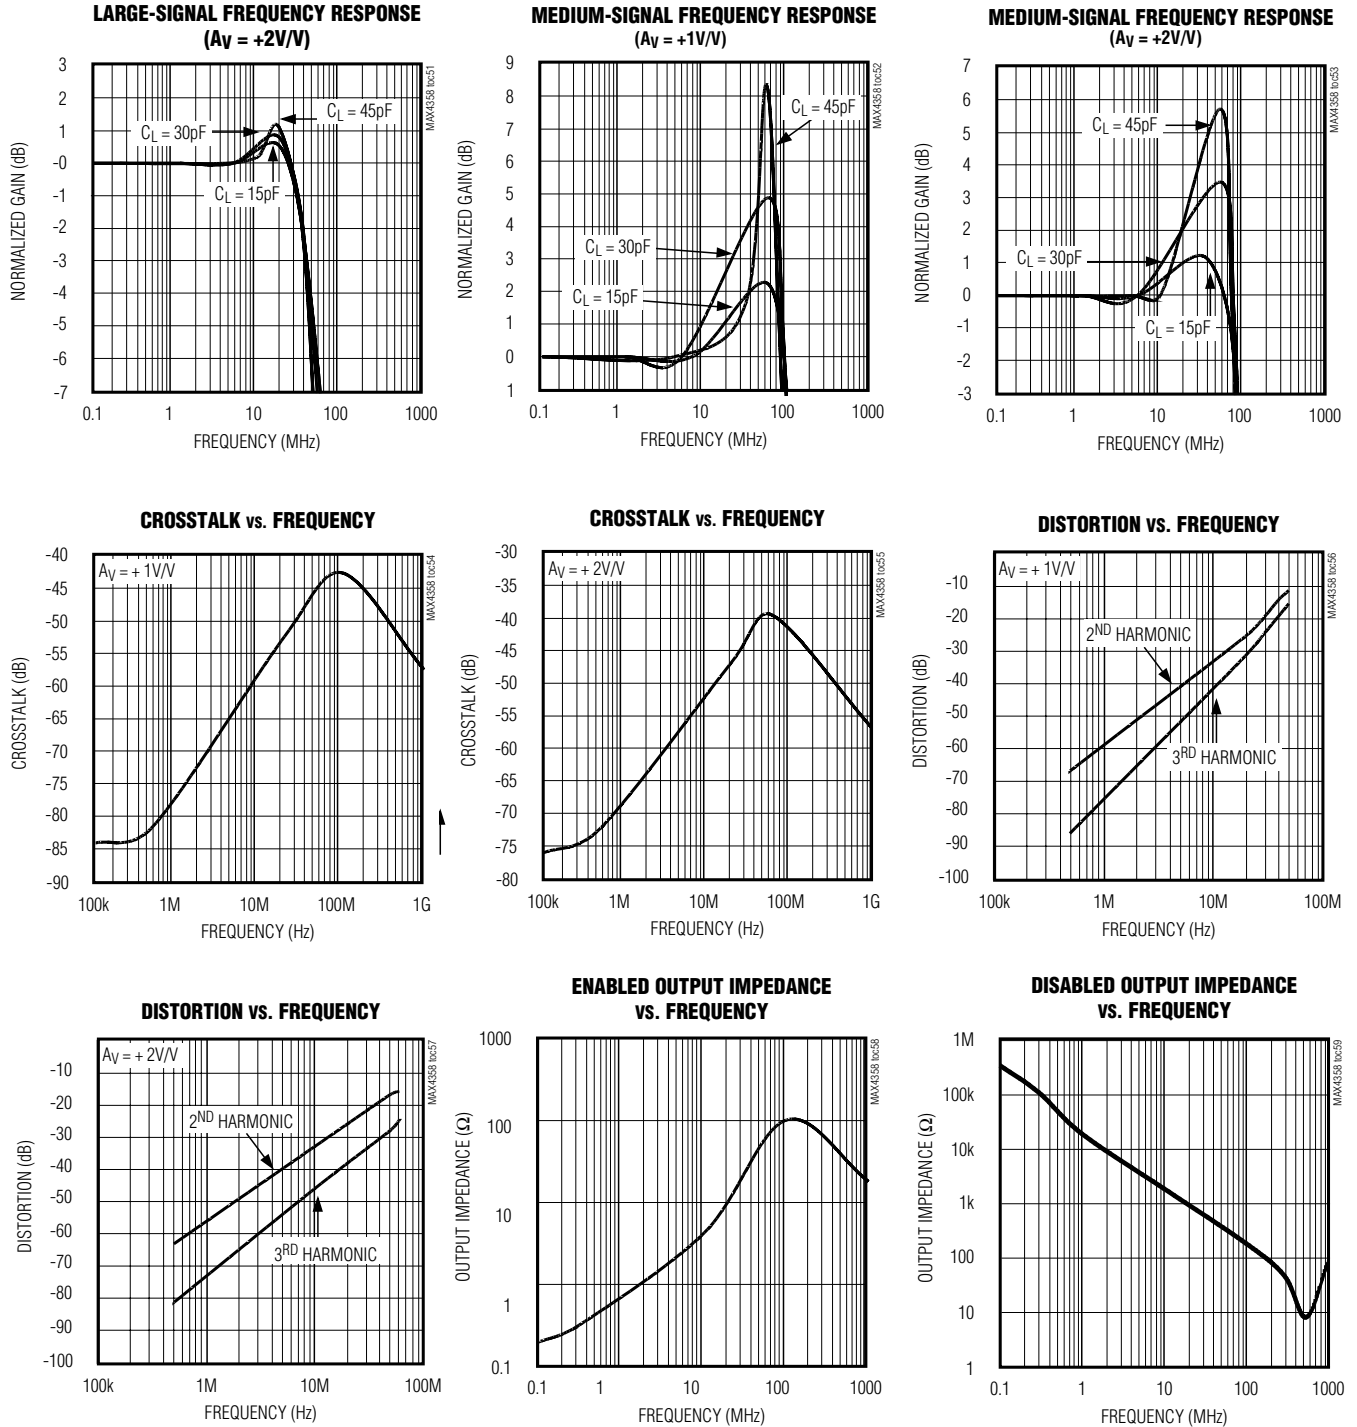 LARGE-SIGNAL FREQUENCY RESPONSE
(AV = +2V/V)
3
2
1
-0
-1
-2
-3
-4
-5
-6
-7
NORMALIZED GAIN (dB)
CL = 45pF
CL = 30pF
CL = 15pF
MAX4358 toc51
0.1
1
10
100
1000
FREQUENCY (MHz)
MEDIUM-SIGNAL FREQUENCY RESPONSE
(AV = +1V/V)
9
8
7
6
5
4
3
2
1
0
1
NORMALIZED GAIN (dB)
CL = 45pF
CL = 30pF
CL = 15pF
MAX4358 toc52
0.1
1
10
100
1000
FREQUENCY (MHz)
MEDIUM-SIGNAL FREQUENCY RESPONSE
(AV = +2V/V)
7
6
5
4
3
2
1
0
-1
-2
-3
NORMALIZED GAIN (dB)
CL = 45pF
CL = 30pF
CL = 15pF
MAX4358 toc53
0.1
1
10
100
1000
FREQUENCY (MHz)
CROSSTALK vs. FREQUENCY
AV = + 1V/V
-40
-45
-50
-55
-60
-65
-70
-75
-80
-85
-90
CROSSTALK (dB)
MAX4358 toc54
100k
1M
10M
100M
1G
FREQUENCY (Hz)
CROSSTALK vs. FREQUENCY
AV = + 2V/V
-30
-35
-40
-45
-50
-55
-60
-65
-70
-75
-80
CROSSTALK (dB)
MAX4358 toc55
100k
1M
10M
100M
1G
FREQUENCY (Hz)
DISTORTION vs. FREQUENCY
AV = + 1V/V
-10
-20
-30
-40
-50
-60
-70
-80
-90
-100
DISTORTION (dB)
2ND HARMONIC
3RD HARMONIC
MAX4358 toc56
100k
1M
10M
100M
FREQUENCY (Hz)
DISTORTION vs. FREQUENCY
AV = + 2V/V
-10
-20
-30
-40
-50
-60
-70
-80
-90
-100
DISTORTION (dB)
2ND HARMONIC
3RD HARMONIC
MAX4358 toc57
100k
1M
10M
100M
FREQUENCY (Hz)
ENABLED OUTPUT IMPEDANCE
vs. FREQUENCY
1000
100
10
1
0.1
OUTPUT IMPEDANCE (Ω)
MAX4358 toc58
0.1
1
10
100
1000
FREQUENCY (MHz)
DISABLED OUTPUT IMPEDANCE
vs. FREQUENCY
1M
100k
10k
1k
100
10
1
OUTPUT IMPEDANCE (Ω)
MAX4358 toc59
0.1
1
10
100
1000
FREQUENCY (MHz)